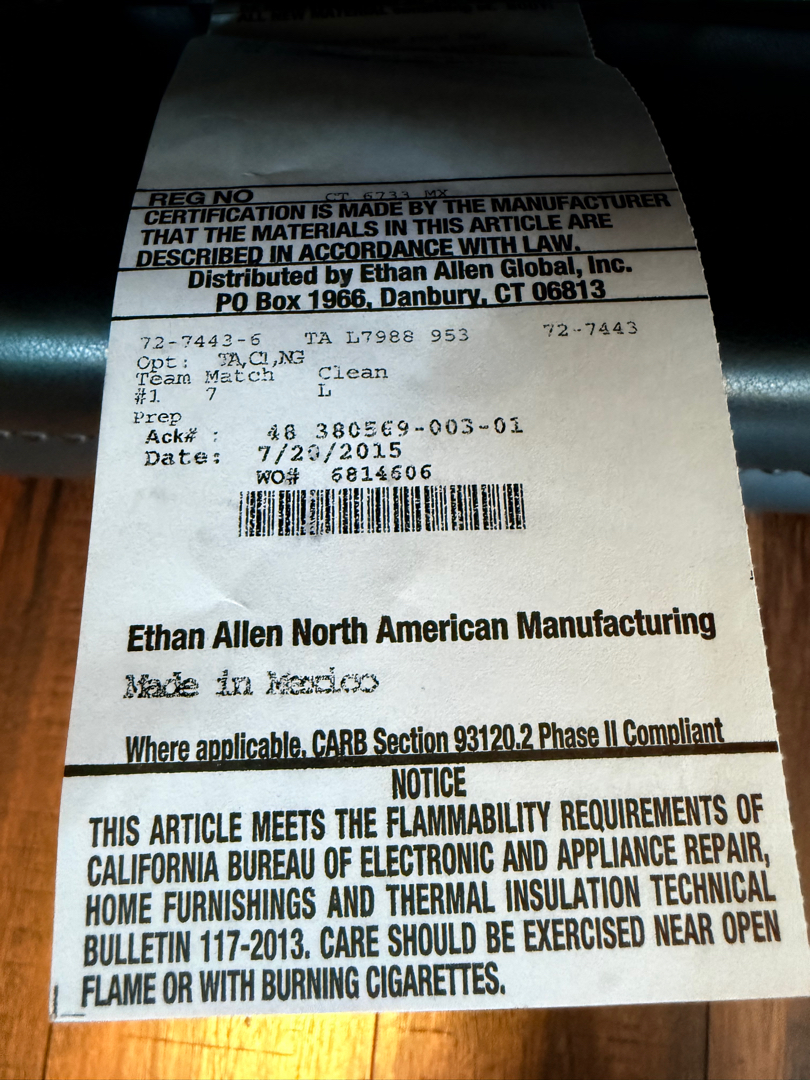 ALL NEW MATERIAL
REG NO CT 6733 MX
CERTIFICATION IS MADE BY THE MANUFACTURER
THAT THE MATERIALS IN THIS ARTICLE ARE
DESCRIBED IN ACCORDANCE WITH LAW.
Distributed by Ethan Allen Global, Inc.
PO Box 1966, Danbury, CT 06813
72-7443-6 TA L7988 953 72-7443
Opt: TA,C1,NG
Team Match Clean
#1 7 L
Prep
Ack# : 48 380569-003-01
Date: 7/20/2015
WO# 6814606
Ethan Allen North American Manufacturing
Made in Mexico
Where applicable, CARB Section 93120.2 Phase II Compliant
NOTICE
THIS ARTICLE MEETS THE FLAMMABILITY REQUIREMENTS OF
CALIFORNIA BUREAU OF ELECTRONIC AND APPLIANCE REPAIR,
HOME FURNISHINGS AND THERMAL INSULATION TECHNICAL
BULLETIN 117-2013. CARE SHOULD BE EXERCISED NEAR OPEN
FLAME OR WITH BURNING CIGARETTES.